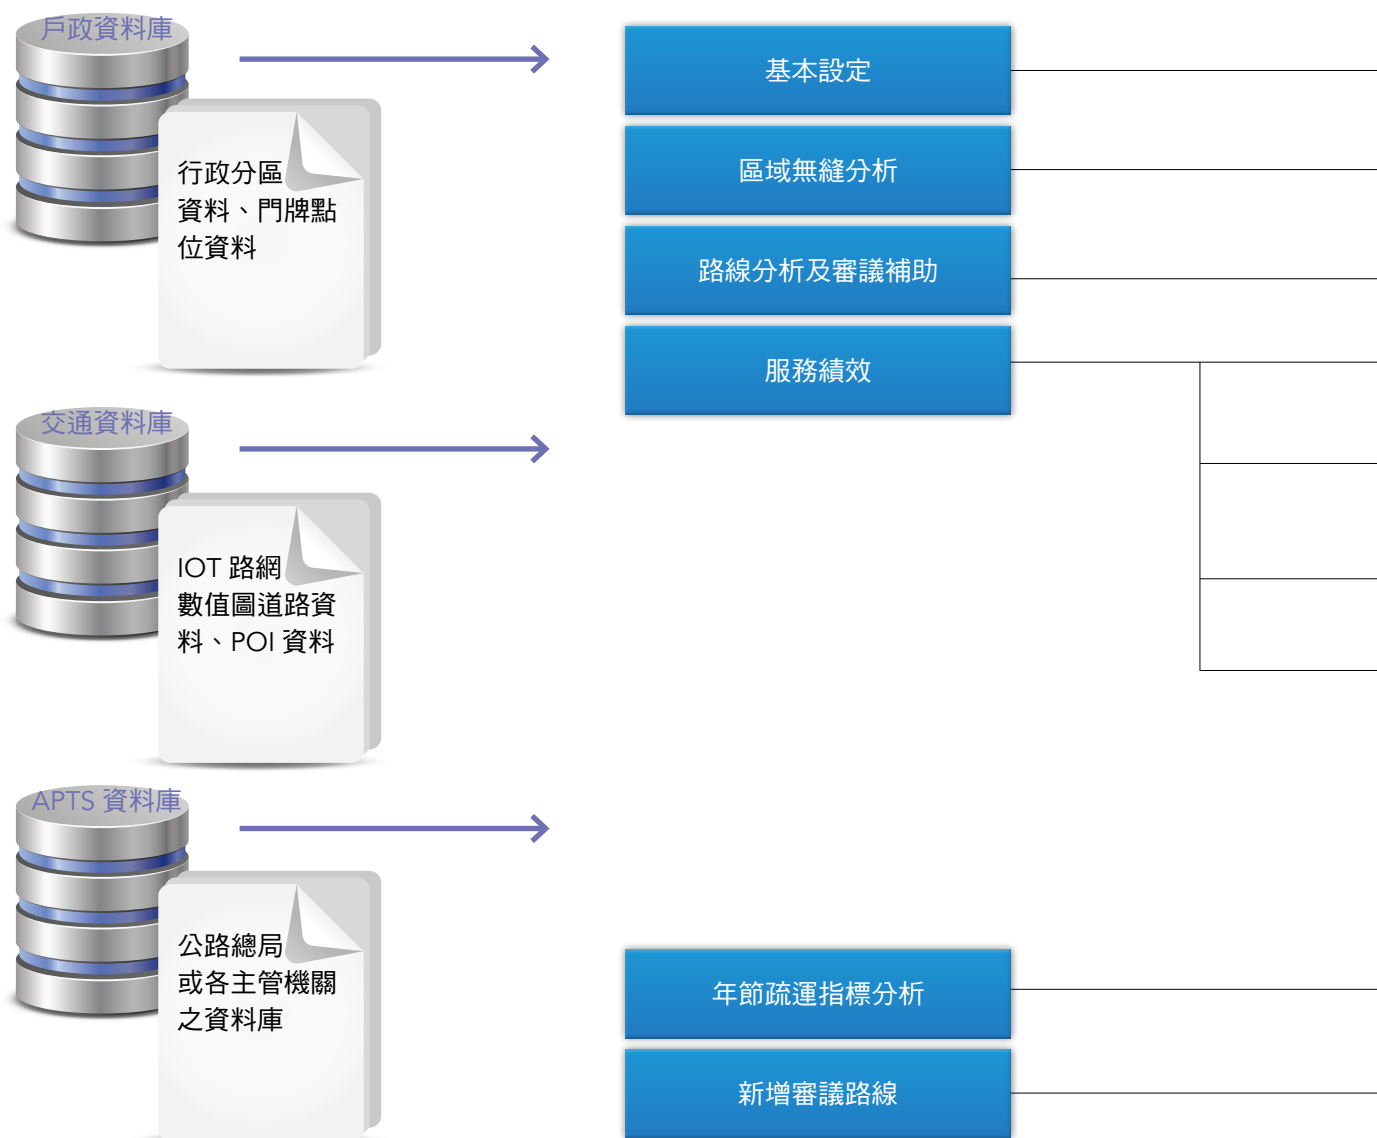 戶政資料庫
行政分區
資料、門牌點
位資料
交通資料庫
IOT 路網
數值圖道路資
料、POI 資料
APTS 資料庫
公路總局
或各主管機關
之資料庫
基本設定
區域無縫分析
路線分析及審議補助
服務績效
年節疏運指標分析
新增審議路線